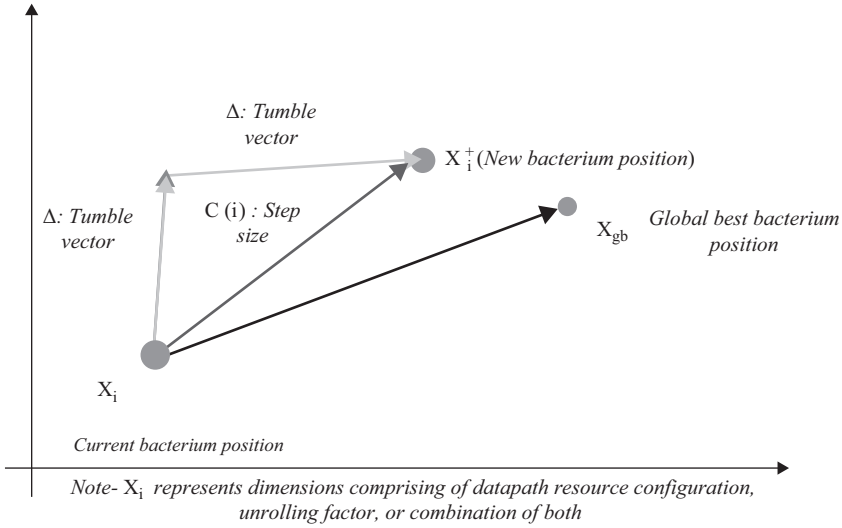 Δ: Tumble
vector
X i + (New bacterium position)
Δ: Tumble
vector
C (i) : Step
size
Xgb
Global best bacterium
position
Xi
Current bacterium position
Note- Xi represents dimensions comprising of datapath resource configuration,
unrolling factor, or combination of both